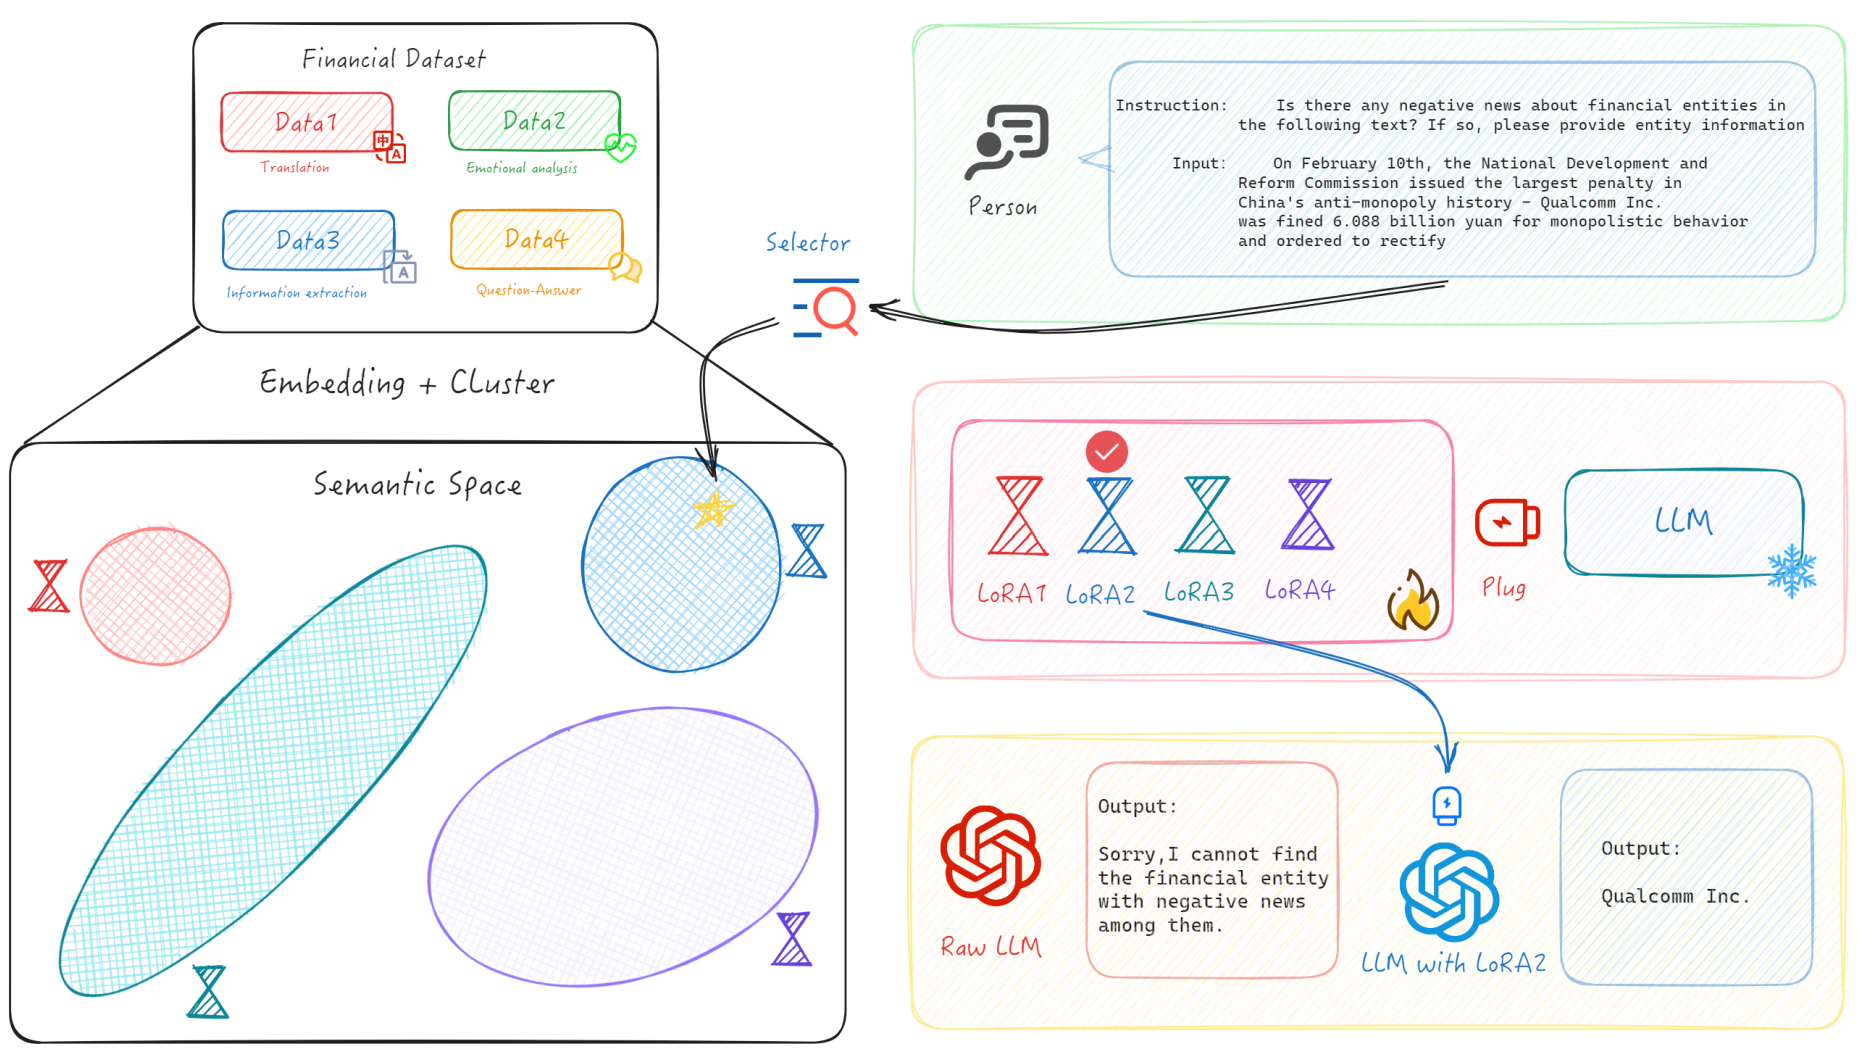 Financial Dataset
Data1
Translation
Data2
Emotional analysis
Data3
Information extraction
Data4
Question-Answer
中
A
A
Embedding + CLuster
Semantic Space
Selector
Person
Instruction: Is there any negative news about financial entities in
the following text? If so, please provide entity information
Input: On February 10th, the National Development and
Reform Commission issued the largest penalty in
China's anti-monopoly history - Qualcomm Inc.
was fined 6.088 billion yuan for monopolistic behavior
and ordered to rectify
LoRA1
LoRA2
LoRA3
LoRA4
Plug
LLM
Raw LLM
Output:
Sorry,I cannot find
the financial entity
with negative news
among them.
LLM with LoRA2
Output:
Qualcomm Inc.